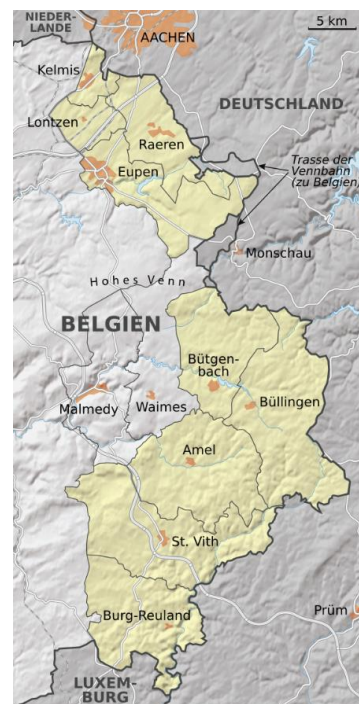 NIEDER-
LANDE
AACHEN
5 km
Kelmis
DEUTSCHLAND
Lontzen
Raeren
Eupen
Trasse der
Vennbahn
(zu Belgien)
Monschau
Hohes Venn
BELGIEN
Bütgen-
bach
Büllingen
Malmedy
Waimes
Amel
St. Vith
Burg-Reuland
Prüm
LUXEM-
BURG